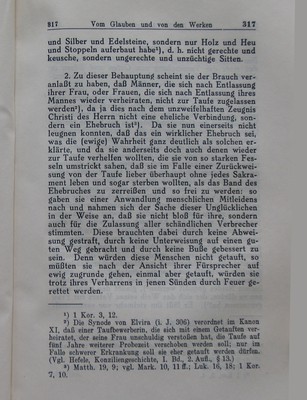 317 Vom Glauben und von den Werken 317
und Silber und Edelsteine, sondern nur Holz und Heu
und Stoppeln auferbaut habe¹), d. h. nicht gerechte und
keusche, sondern ungerechte und unzüchtige Sitten.
2. Zu dieser Behauptung scheint sie der Brauch ver-
anlaßt zu haben, daß Männer, die sich nach Entlassung
ihrer Frau, oder Frauen, die sich nach Entlassung ihres
Mannes wieder verheiraten, nicht zur Taufe zugelassen
werden²), da ja dies nach dem unzweifelhaften Zeugnis
Christi des Herrn nicht eine eheliche Verbindung, son-
dern ein Ehebruch ist³). Da sie nun einerseits nicht
leugnen konnten, daß das ein wirklicher Ehebruch sei,
was die (ewige) Wahrheit ganz deutlich als solchen er-
klärte, und da sie anderseits doch auch denen wieder
zur Taufe verhelfen wollten, die sie von so starken Fes-
seln umstrickt sahen, daß sie im Falle einer Zurückwei-
sung von der Taufe lieber überhaupt ohne jedes Sakra-
ment leben und sogar sterben wollten, als das Band des
Ehebruches zu zerreißen und so frei zu werden: so
gaben sie einer Anwandlung menschlichen Mitleidens
nach und nahmen sich der Sache dieser Unglücklichen
in der Weise an, daß sie nicht bloß für ihre, sondern
auch für die Zulassung aller schändlichen Verbrecher
stimmten. Diese brauchten dabei durch keine Abwei-
sung gestraft, durch keine Unterweisung auf einen gu-
ten Weg gebracht und durch keine Buße gebessert zu
sein. Denn würden diese Menschen nicht getauft, so
müßten sie nach der Ansicht ihrer Fürsprecher auf
ewig zugrunde gehen, einmal aber getauft, würden sie
trotz ihres Verharrens in jenen Sünden durch Feuer ge-
rettet werden.
¹) 1 Kor. 3, 12.
²) Die Synode von Elvira (i. J. 306) verordnet im Kanon
XI, daß einer Taufbewerberin, die sich mit einem Getauften ver-
heiratet, der seine Frau unschuldig verstoßen hat, die Taufe auf
fünf Jahre weiterer Probezeit verschoben werden soll; nur im
Falle schwerer Erkrankung soll sie eher getauft werden dürfen.
(Vgl. Hefele, Konziliengeschichte, I. Bd., 2. Aufl., § 13.)
³) Matth. 19, 9; vgl. Mark. 10, 11 ff.; Luk. 16, 18; 1 Kor.
7, 10.